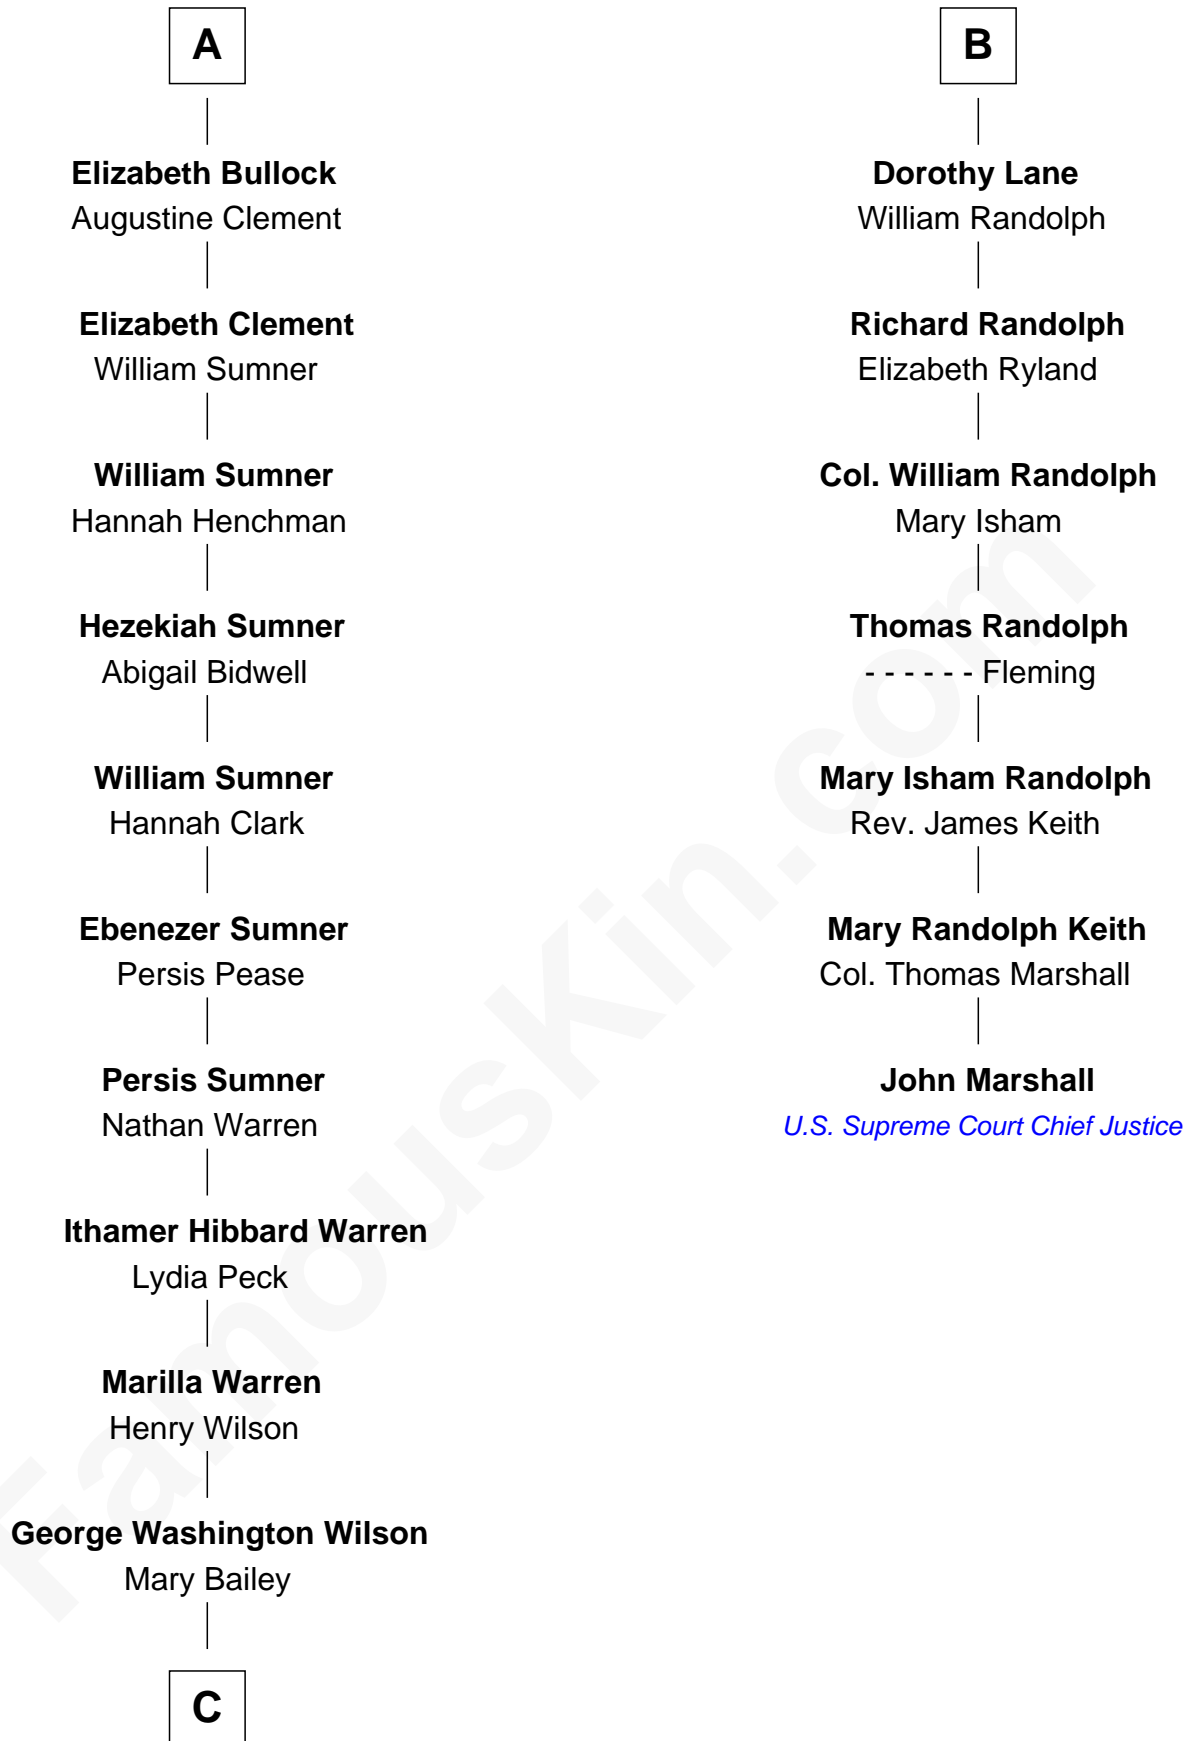 A
Elizabeth Bullock
Augustine Clement
Elizabeth Clement
William Sumner
William Sumner
Hannah Henchman
Hezekiah Sumner
Abigail Bidwell
William Sumner
Hannah Clark
Ebenezer Sumner
Persis Pease
Persis Sumner
Nathan Warren
Ithamer Hibbard Warren
Lydia Peck
Marilla Warren
Henry Wilson
George Washington Wilson
Mary Bailey
C
B
Dorothy Lane
William Randolph
Richard Randolph
Elizabeth Ryland
Col. William Randolph
Mary Isham
Thomas Randolph
- - - - - - Fleming
Mary Isham Randolph
Rev. James Keith
Mary Randolph Keith
Col. Thomas Marshall
John Marshall
U.S. Supreme Court Chief Justice
FamousKin.com